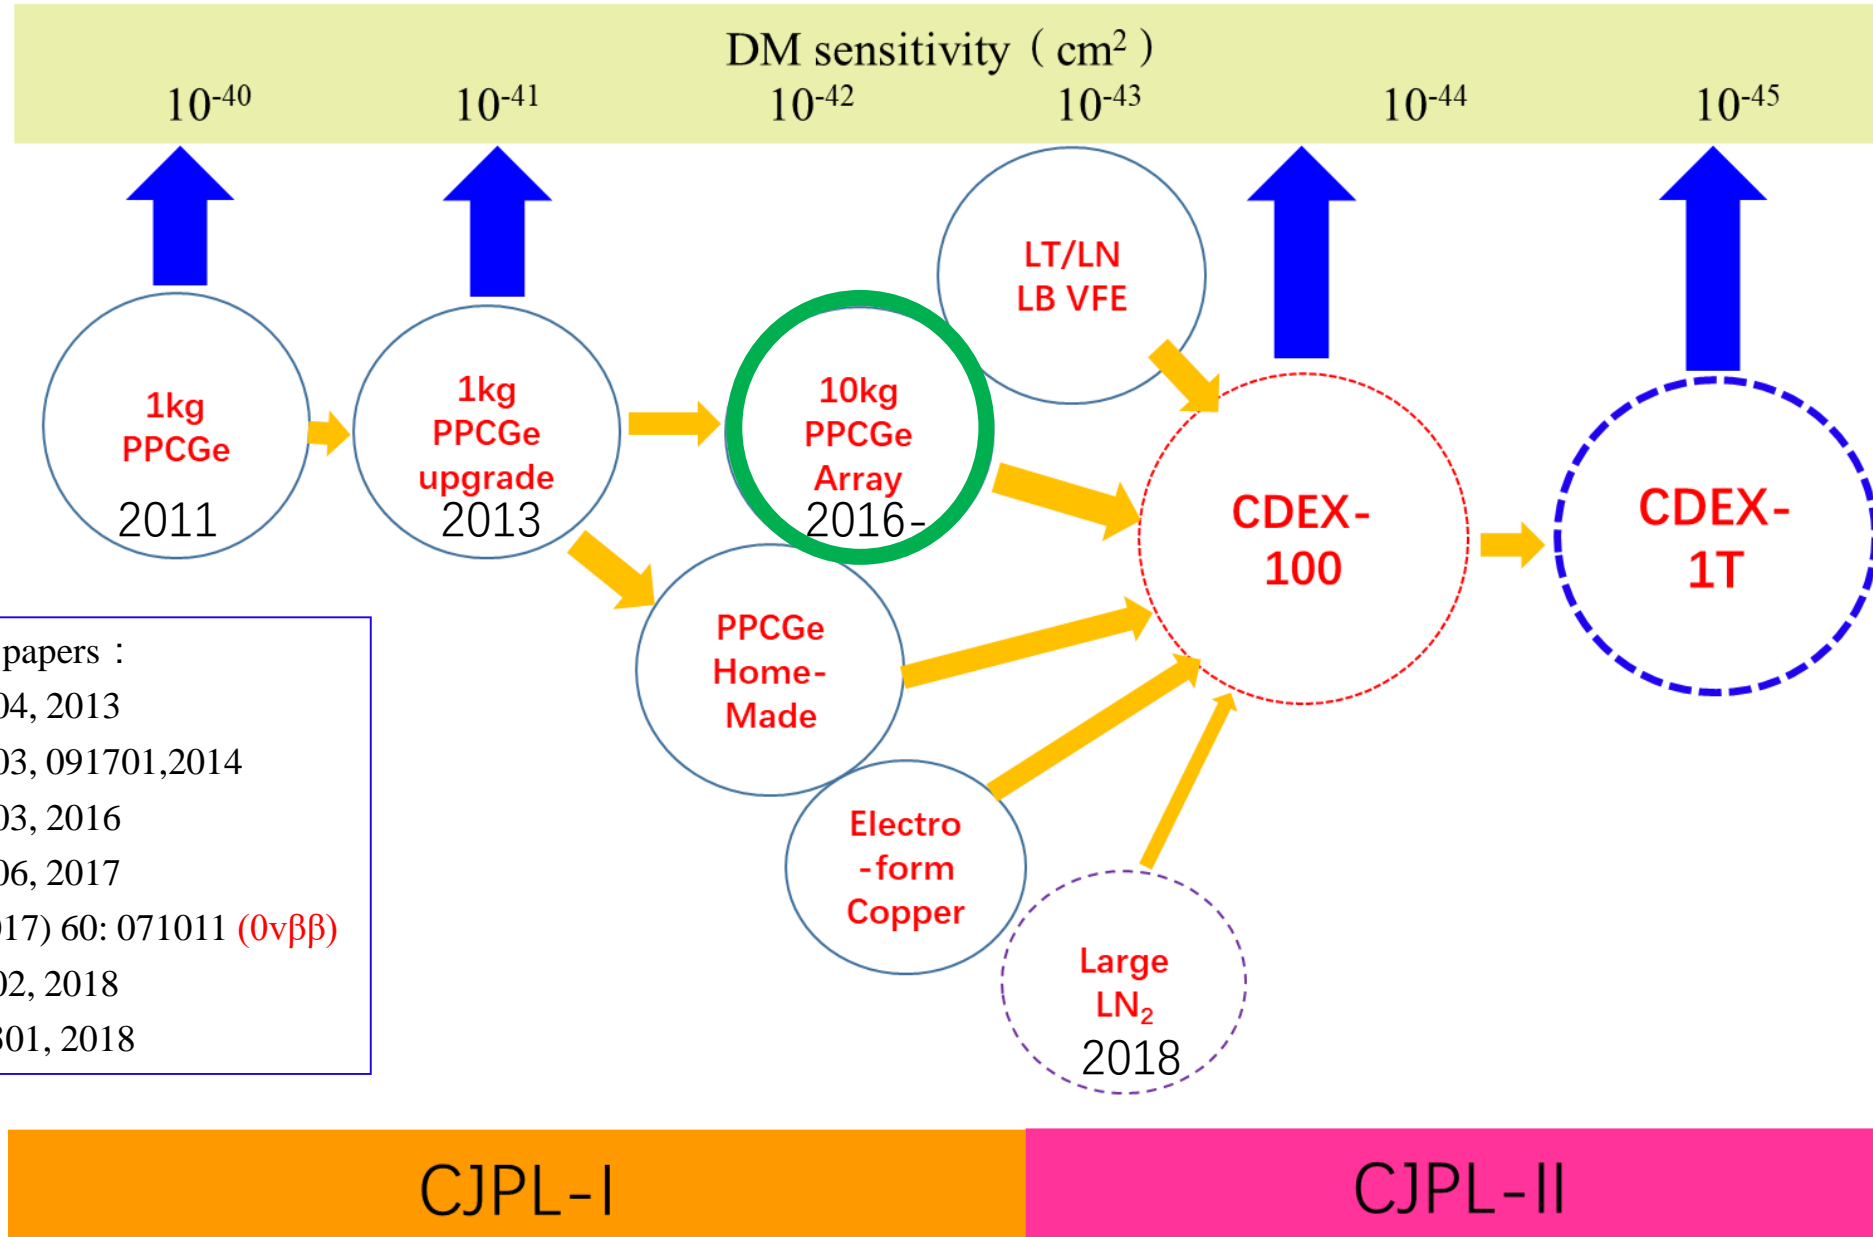 DM sensitivity ( cm² )
10⁻⁴⁰ 10⁻⁴¹ 10⁻⁴² 10⁻⁴³ 10⁻⁴⁴ 10⁻⁴⁵
1kg
PPCGe
2011
1kg
PPCGe
upgrade
2013
10kg
PPCGe
Array
2016-
LT/LN
LB VFE
PPCGe
Home-
Made
Electro
-form
Copper
Large
LN₂
2018
CDEX-
100
CDEX-
1T
papers :
04, 2013
03, 091701,2014
03, 2016
06, 2017
17) 60: 071011 (0νββ)
02, 2018
301, 2018
CJPL-I
CJPL-II